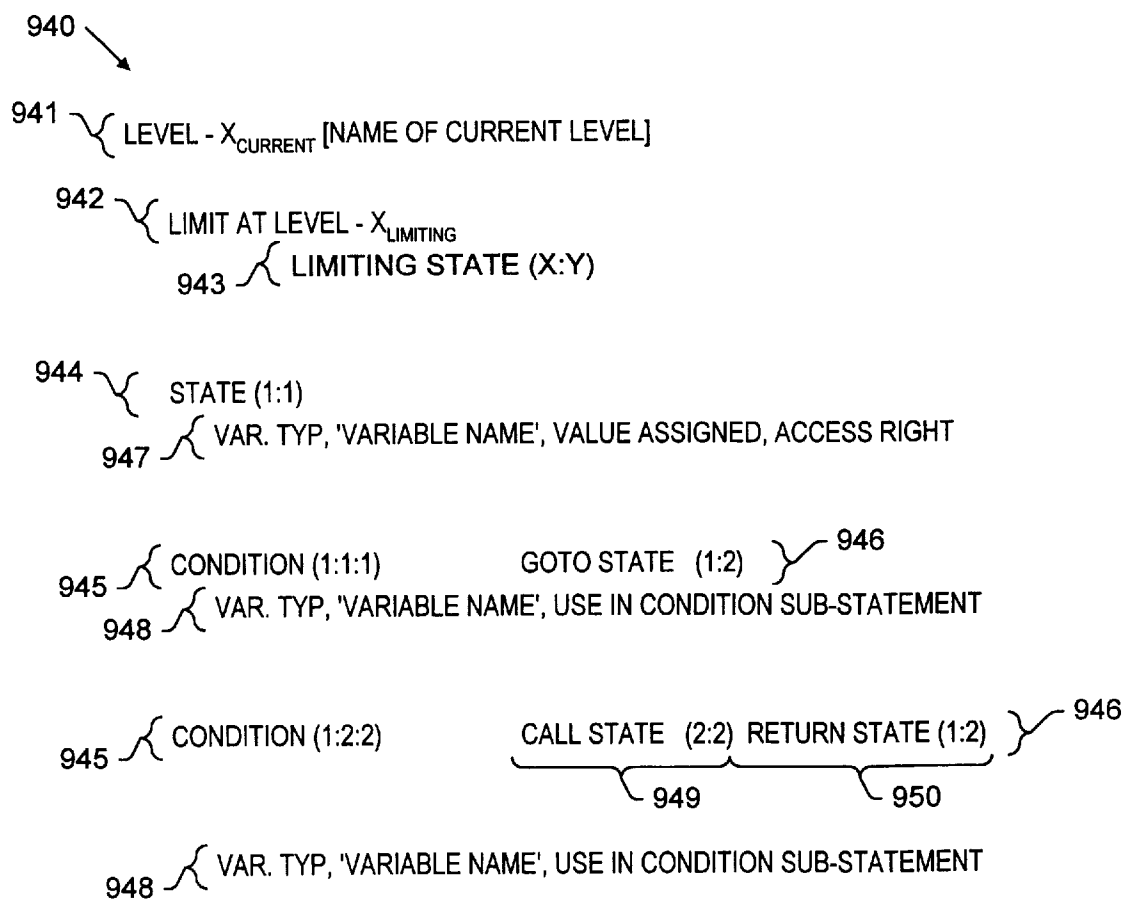 940
941 LEVEL - XCURRENT [NAME OF CURRENT LEVEL]
942 LIMIT AT LEVEL - XLIMITING
943 LIMITING STATE (X:Y)
944 STATE (1:1)
947 VAR. TYP, 'VARIABLE NAME', VALUE ASSIGNED, ACCESS RIGHT
945 CONDITION (1:1:1) GOTO STATE (1:2) 946
948 VAR. TYP, 'VARIABLE NAME', USE IN CONDITION SUB-STATEMENT
945 CONDITION (1:2:2) CALL STATE (2:2) RETURN STATE (1:2) 946
949 950
948 VAR. TYP, 'VARIABLE NAME', USE IN CONDITION SUB-STATEMENT